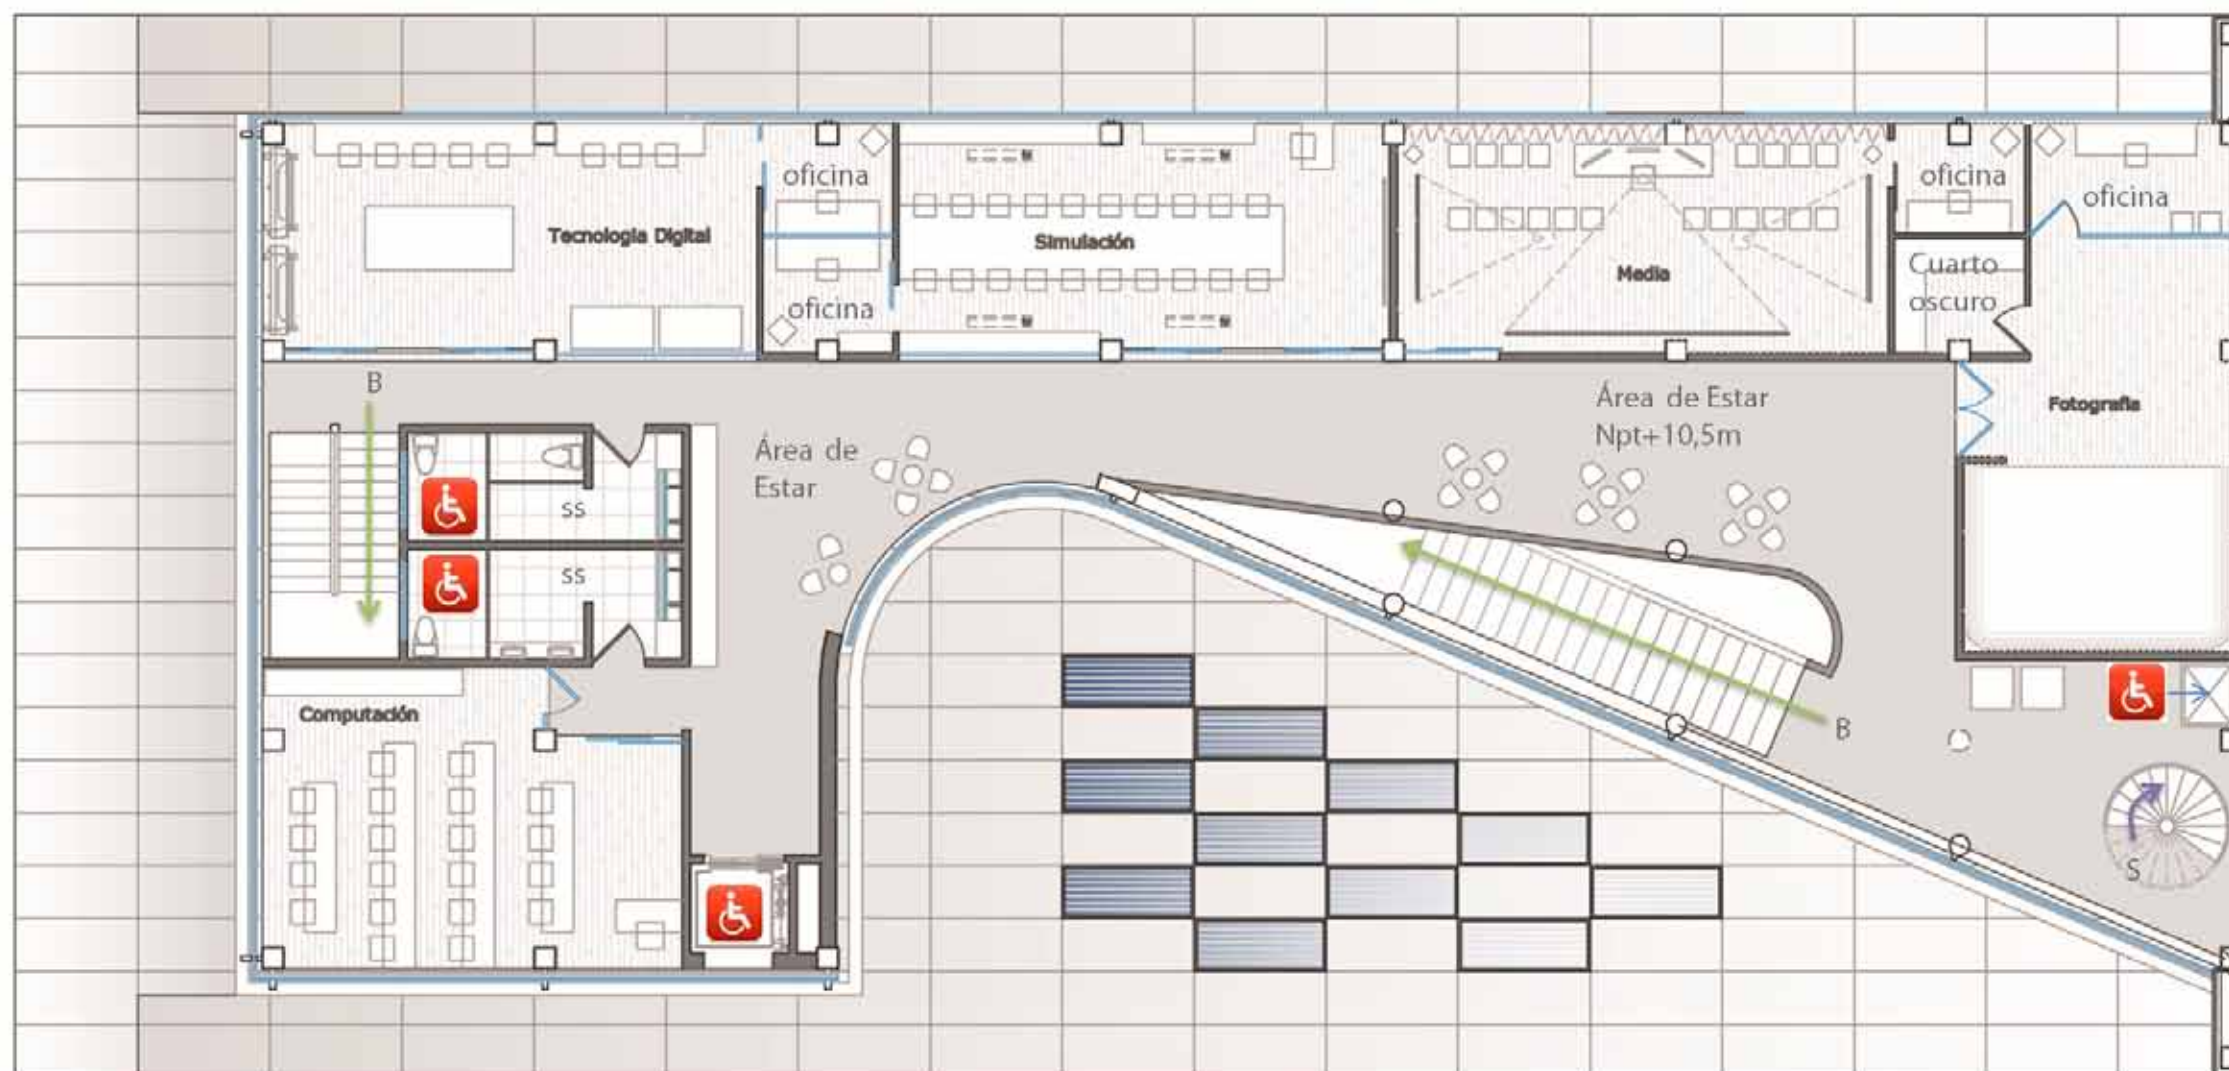 oficina
oficina
oficina
Tecnologia Digital
Simulación
Media
Cuarto
oscuro
oficina
B
Área de Estar
Npt+10,5m
Fotografia
Área de
Estar
ss
ss
Computación
B
S